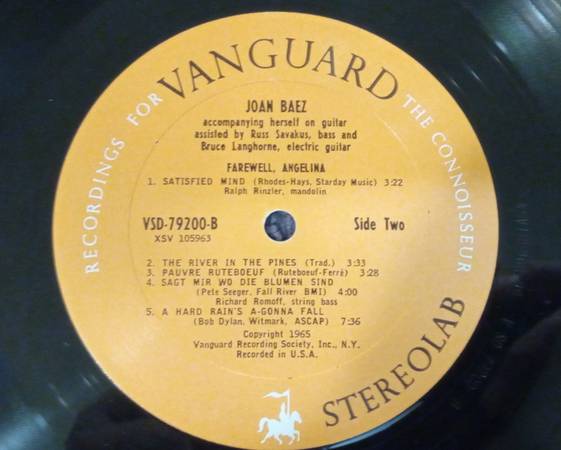 RECORDINGS FOR VANGUARD THE CONNOISSEUR
JOAN BAEZ
accompanying herself on guitar
assisted by Russ Savakus, bass and
Bruce Langhorne, electric guitar
FAREWELL, ANGELINA
1. SATISFIED MIND (Rhodes-Hays, Starday Music) 3:22
Ralph Rinzler, mandolin
VSD-79200-B Side Two
XSV 105963
2. THE RIVER IN THE PINES (Trad.) 3:33
3. PAUVRE RUTEBOEUF (Ruteboeuf-Ferré) 3:28
4. SAGT MIR WO DIE BLUMEN SIND
(Pete Seeger, Fall River BMI) 4:00
Richard Romoff, string bass
5. A HARD RAIN'S A-GONNA FALL
(Bob Dylan, Witmark, ASCAP) 7:36
Copyright 1965
Vanguard Recording Society, Inc., N.Y.
Recorded in U.S.A.
STEREOLAB